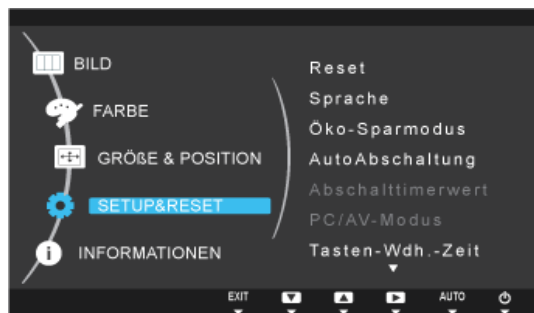 BILD
FARBE
GRÖßE & POSITION
SETUP&RESET
INFORMATIONEN
Reset
Sprache
Öko-Sparmodus
AutoAbschaltung
Abschalttimerwert
PC/AV-Modus
Tasten-Wdh.-Zeit
EXIT AUTO